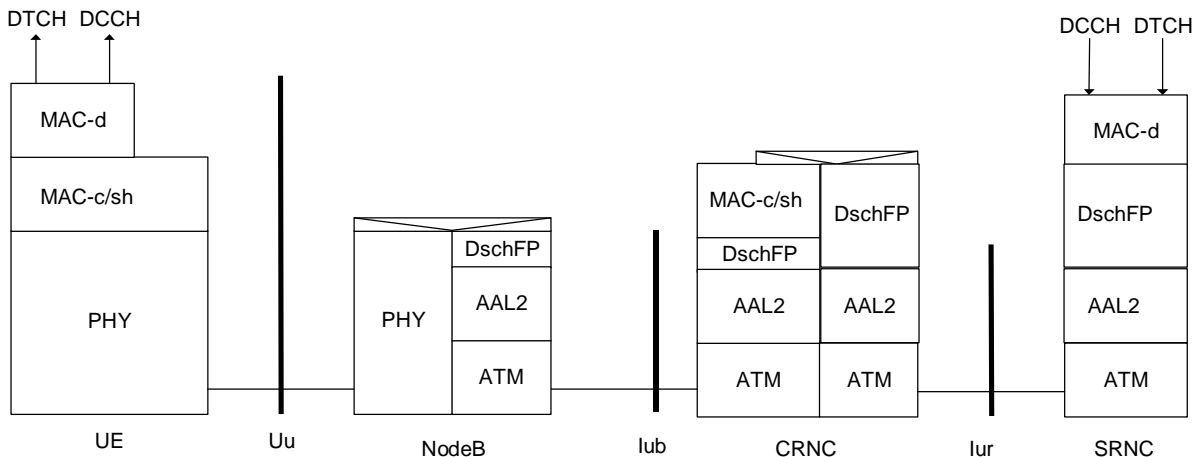 DTCH DCCH
DCCH DTCH
MAC-d
MAC-d
MAC-c/sh
MAC-c/sh
DschFP
DschFP
DschFP
DschFP
PHY
PHY
AAL2
AAL2
AAL2
AAL2
ATM
ATM
ATM
ATM
UE
Uu
NodeB
Iub
CRNC
Iur
SRNC